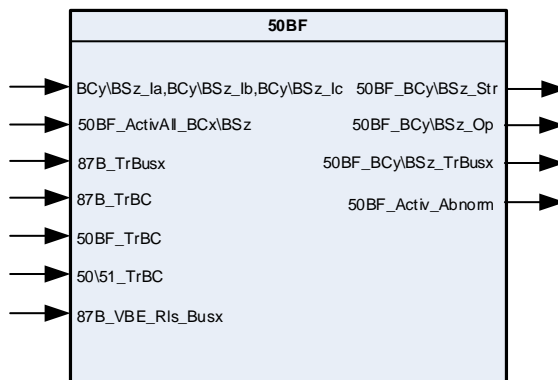 50BF
BCy\BSz_Ia,BCy\BSz_Ib,BCy\BSz_Ic 50BF_BCy\BSz_Str
50BF_ActivAll_BCx\BSz 50BF_BCy\BSz_Op
87B_TrBusx 50BF_BCy\BSz_TrBusx
87B_TrBC
50BF_Activ_Abnorm
50BF_TrBC
50\51_TrBC
87B_VBE_Rls_Busx